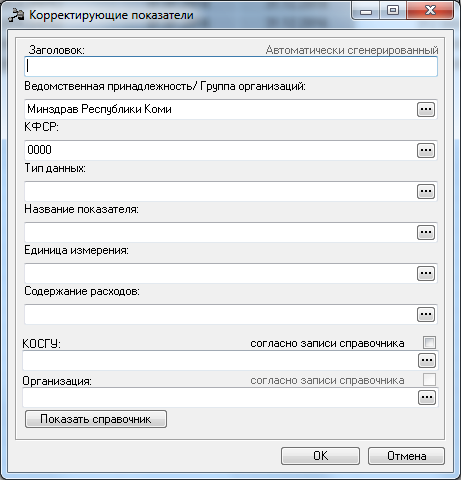 Корректирующие показатели
Заголовок: Автоматически сгенерированный
Ведомственная принадлежность/ Группа организаций:
Минздрав Республики Коми
КФСР:
0000
Тип данных:
Название показателя:
Единица измерения:
Содержание расходов:
КОСГУ: согласно записи справочника
Организация: согласно записи справочника
Показать справочник
OK Отмена